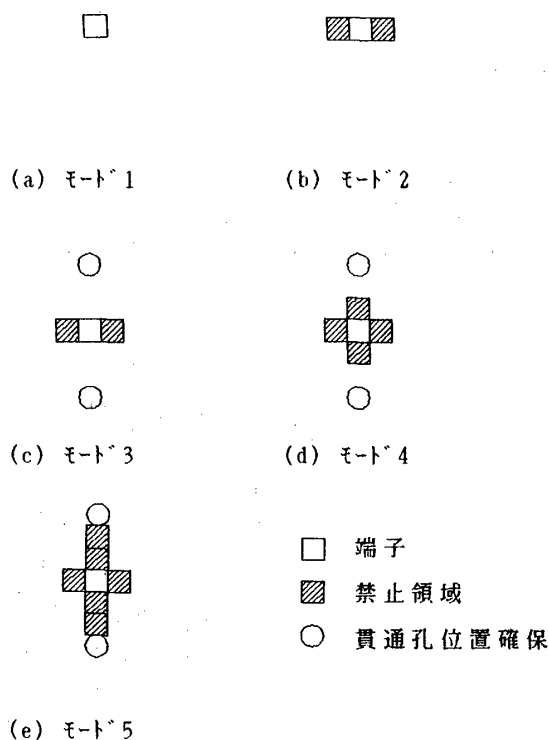 (a) モード1
(b) モード2
(c) モード3
(d) モード4
端子
禁止領域
貫通孔位置確保
(e) モード5